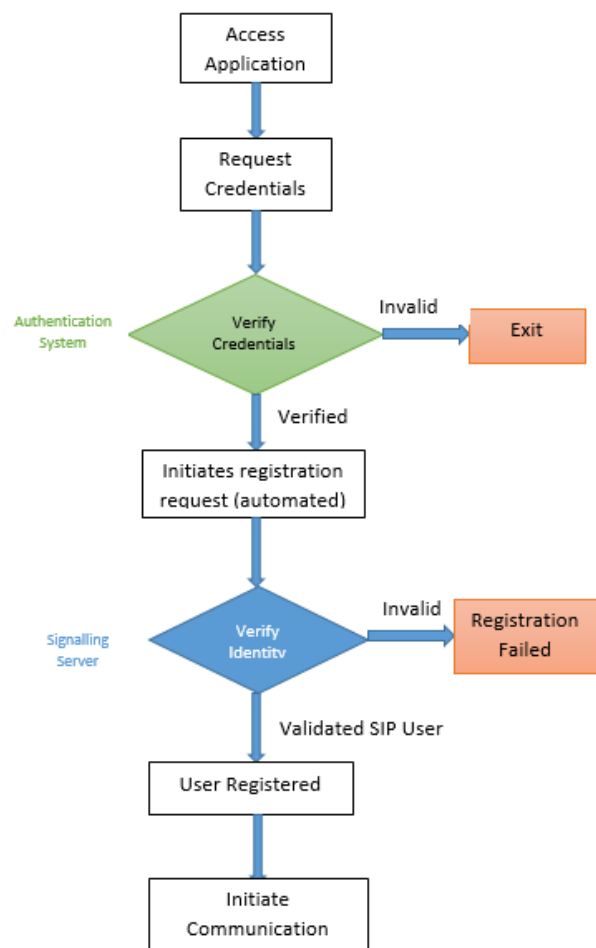 Access
Application
Request
Credentials
Authentication
System
Verify
Credentials
Invalid
Exit
Verified
Initiates registration
request (automated)
Signalling
Server
Verify
Identity
Invalid
Registration
Failed
Validated SIP User
User Registered
Initiate
Communication